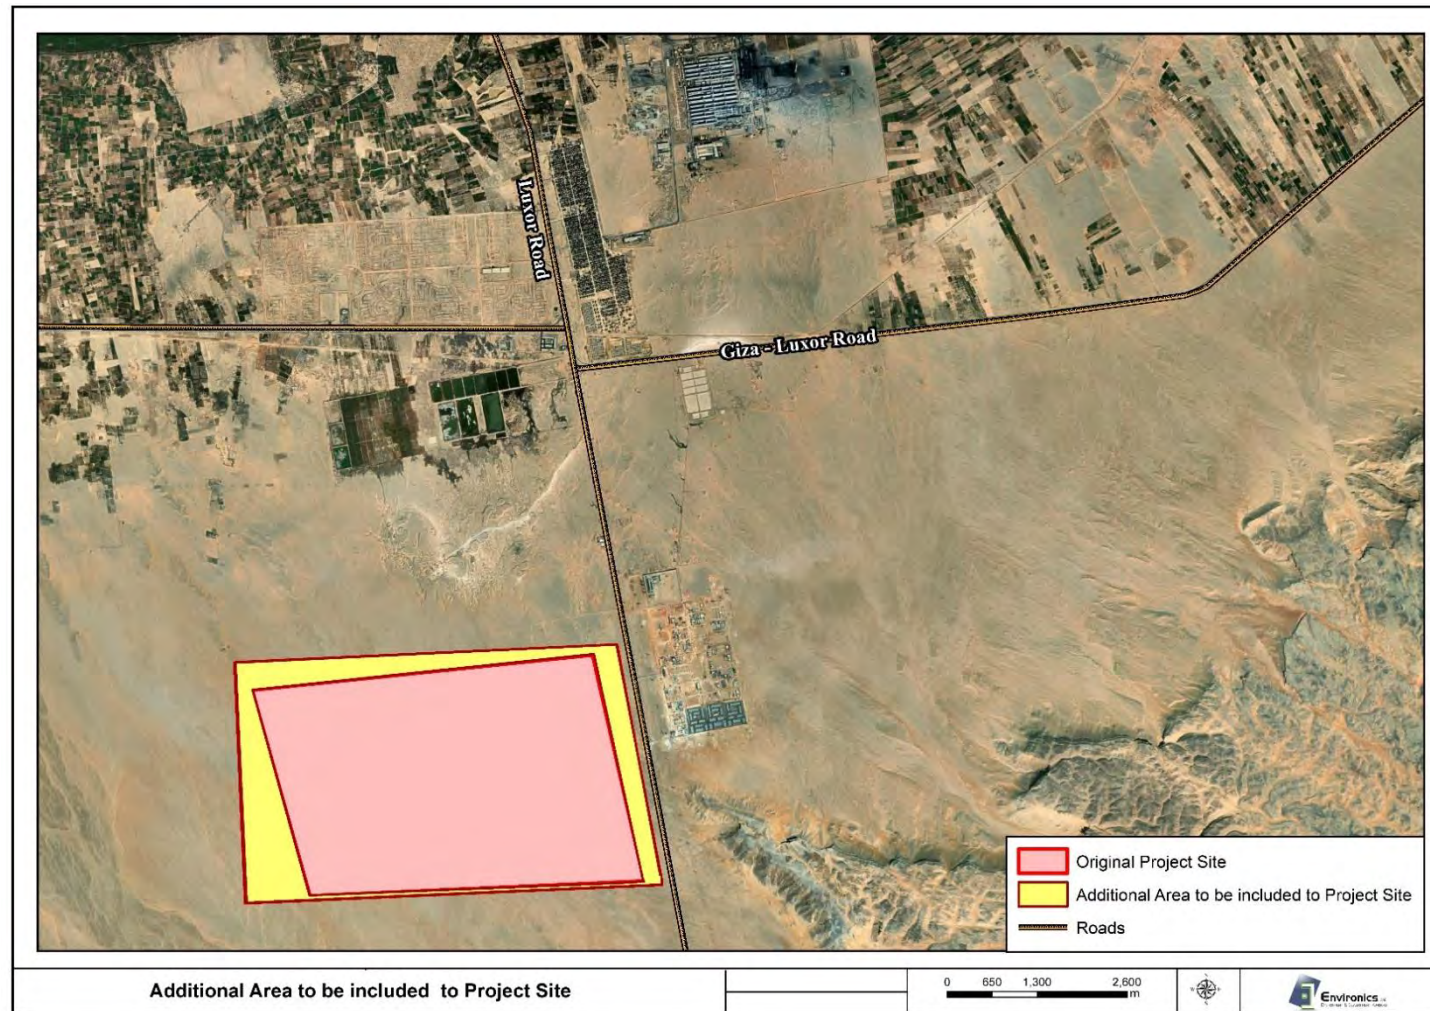 Luxor Road
Giza - Luxor Road
Original Project Site
Additional Area to be included to Project Site
Roads
Additional Area to be included to Project Site
0 650 1,300 2,600
m
Environics